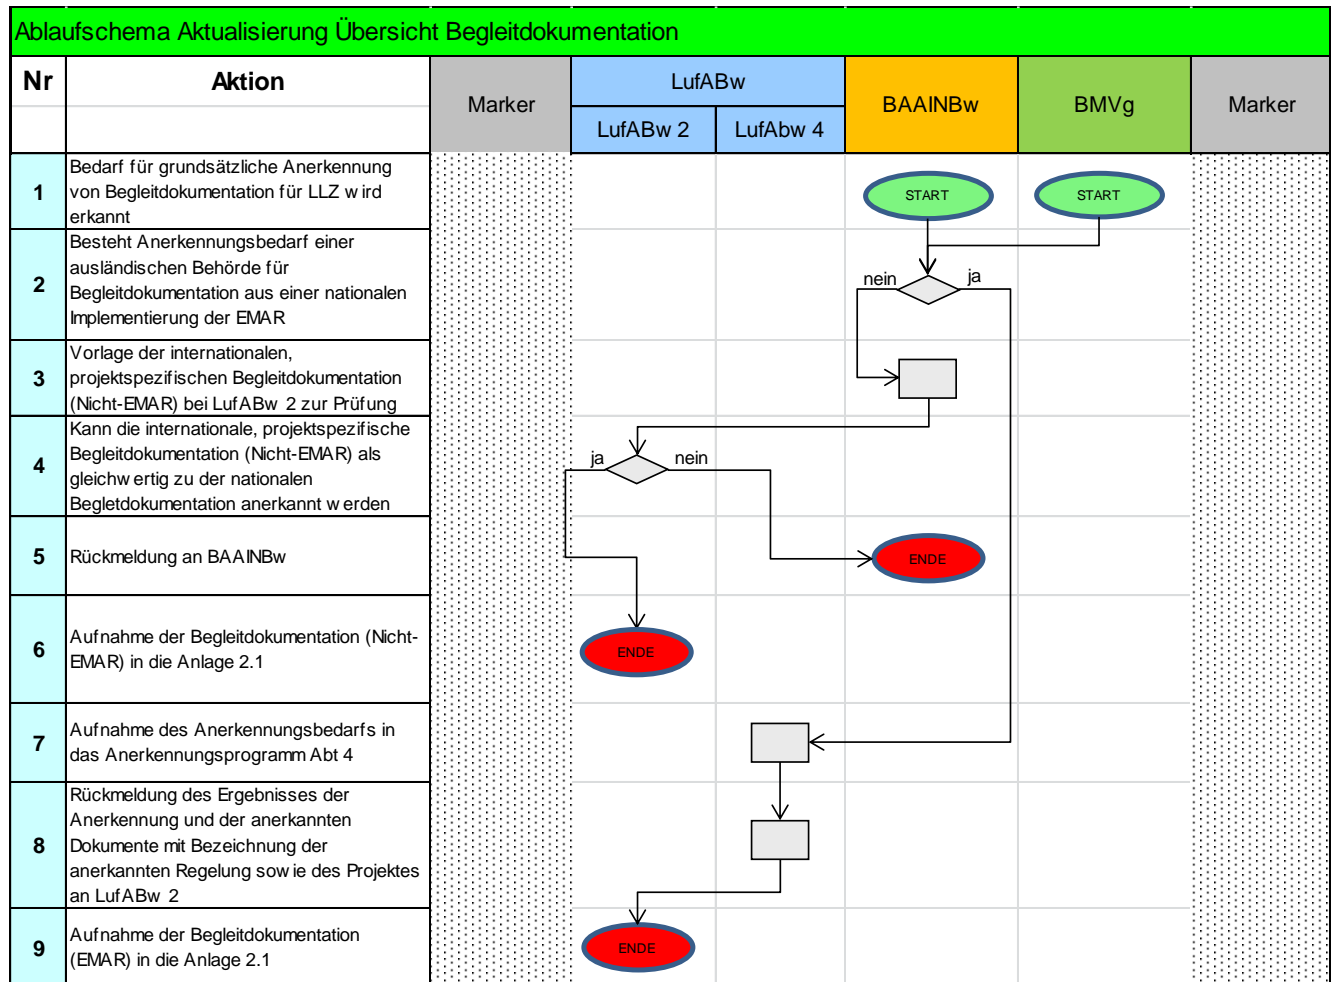 Ablaufschema Aktualisierung Übersicht Begleitdokumentation
Nr
Aktion
Marker
LufABw
BAAINBw
BMVg
Marker
LufABw 2
LufAbw 4
1
Bedarf für grundsätzliche Anerkennung
von Begleitdokumentation für LLZ wird
erkannt
START
START
2
Besteht Anerkennungsbedarf einer
ausländischen Behörde für
Begleitdokumentation aus einer nationalen
Implementierung der EMAR
nein
ja
3
Vorlage der internationalen,
projektspezifischen Begleitdokumentation
(Nicht-EMAR) bei LufABw 2 zur Prüfung
4
Kann die internationale, projektspezifische
Begleitdokumentation (Nicht-EMAR) als
gleichwertig zu der nationalen
Begletdokumentation anerkannt werden
ja
nein
5
Rückmeldung an BAAINBw
ENDE
6
Aufnahme der Begleitdokumentation (Nicht-
EMAR) in die Anlage 2.1
ENDE
7
Aufnahme des Anerkennungsbedarfs in
das Anerkennungsprogramm Abt 4
8
Rückmeldung des Ergebnisses der
Anerkennung und der anerkannten
Dokumente mit Bezeichnung der
anerkannten Regelung sowie des Projektes
an LufABw 2
9
Aufnahme der Begleitdokumentation
(EMAR) in die Anlage 2.1
ENDE